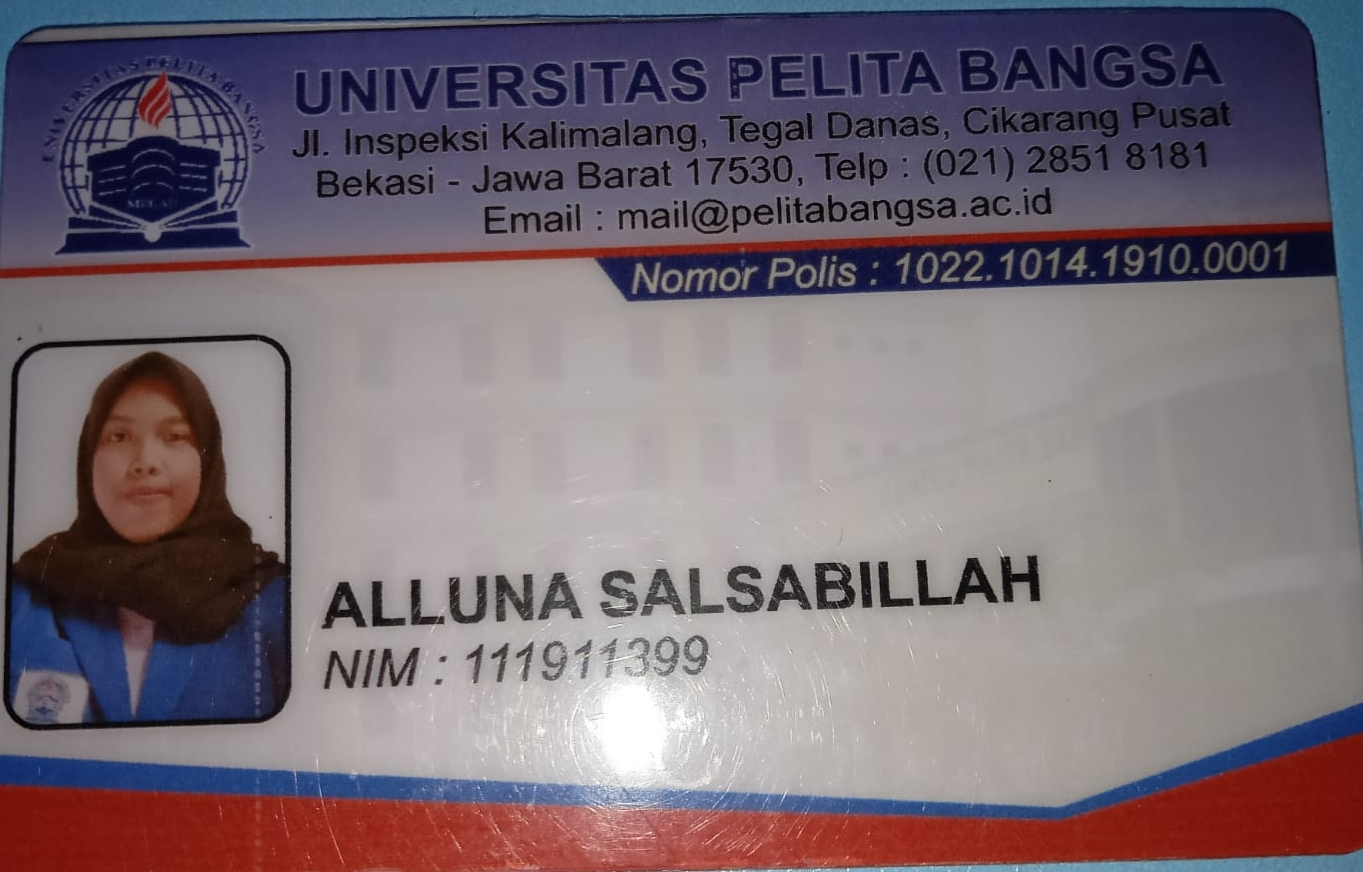 UNIVERSITAS PELITA BANGSA
UNIVERSITAS PELITA BANGSA
Jl. Inspeksi Kalimalang, Tegal Danas, Cikarang Pusat
Bekasi - Jawa Barat 17530, Telp : (021) 2851 8181
Email : mail@pelitabangsa.ac.id
Nomor Polis : 1022.1014.1910.0001
ALLUNA SALSABILLAH
NIM : 111911399